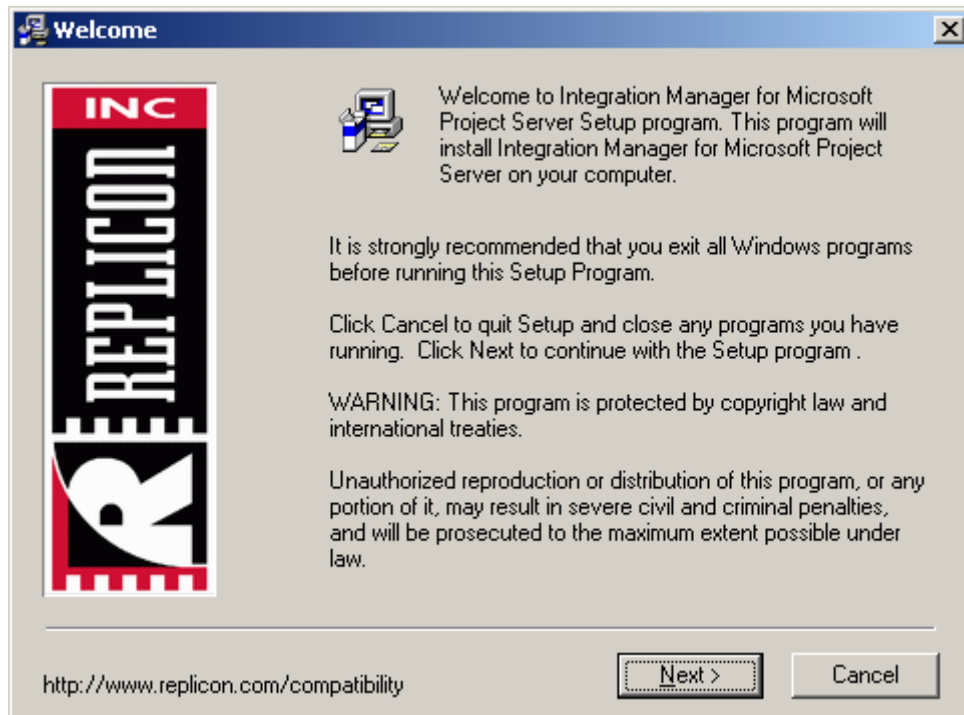 Welcome
INC
REPLICON
R
Welcome to Integration Manager for Microsoft
Project Server Setup program. This program will
install Integration Manager for Microsoft Project
Server on your computer.
It is strongly recommended that you exit all Windows programs
before running this Setup Program.
Click Cancel to quit Setup and close any programs you have
running.  Click Next to continue with the Setup program .
WARNING: This program is protected by copyright law and
international treaties.
Unauthorized reproduction or distribution of this program, or any
portion of it, may result in severe civil and criminal penalties,
and will be prosecuted to the maximum extent possible under
law.
http://www.replicon.com/compatibility
Next >
Cancel